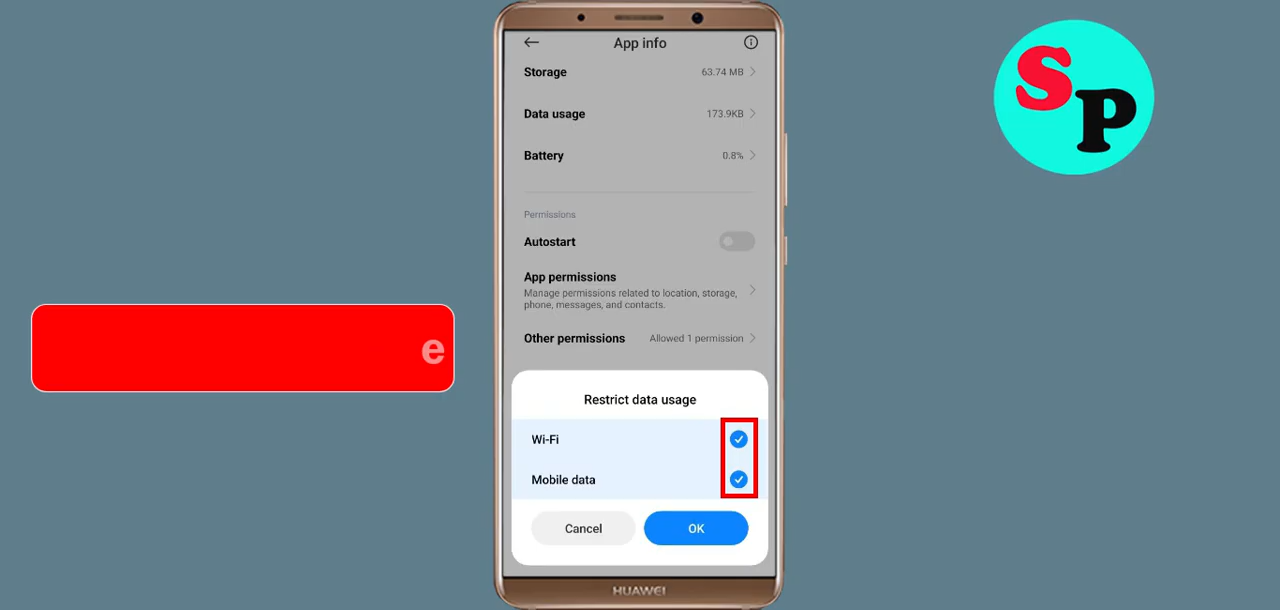 App info
Storage 63.74 MB
Data usage 173.9KB
Battery 0.8%
Permissions
Autostart
App permissions
Manage permissions related to location, storage,
phone, messages, and contacts.
Other permissions Allowed 1 permission
Restrict data usage
Wi-Fi
Mobile data
Cancel OK
HUAWEI
e
SP